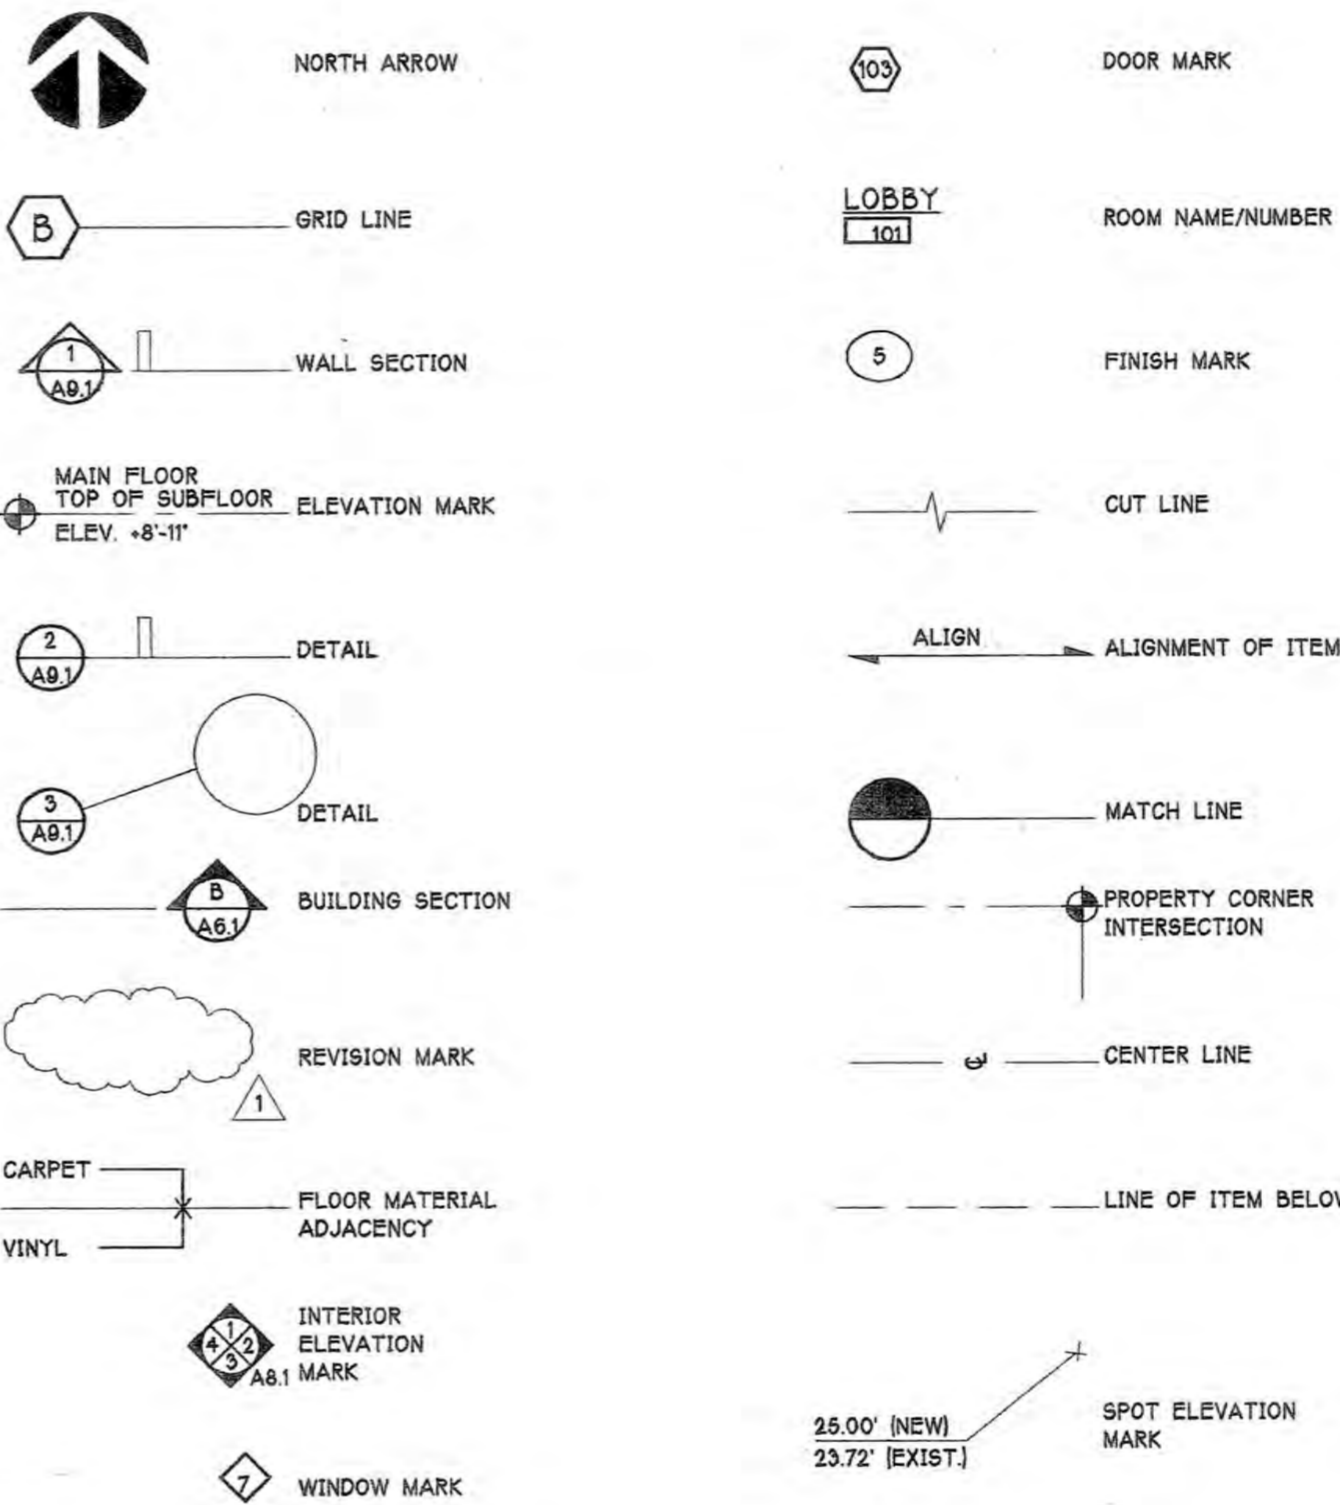 NORTH ARROW
B
GRID LINE
1
A9.1
WALL SECTION
MAIN FLOOR
TOP OF SUBFLOOR
ELEV. +8'-11"
ELEVATION MARK
2
A9.1
DETAIL
3
A9.1
DETAIL
B
A6.1
BUILDING SECTION
REVISION MARK
1
CARPET
VINYL
FLOOR MATERIAL
ADJACENCY
1
4 2
3
A8.1
INTERIOR
ELEVATION
MARK
7
WINDOW MARK
103
DOOR MARK
LOBBY
101
ROOM NAME/NUMBER
5
FINISH MARK
CUT LINE
ALIGN
ALIGNMENT OF ITEM
MATCH LINE
PROPERTY CORNER
INTERSECTION
CENTER LINE
LINE OF ITEM BELOW
25.00' (NEW)
23.72' (EXIST.)
SPOT ELEVATION
MARK